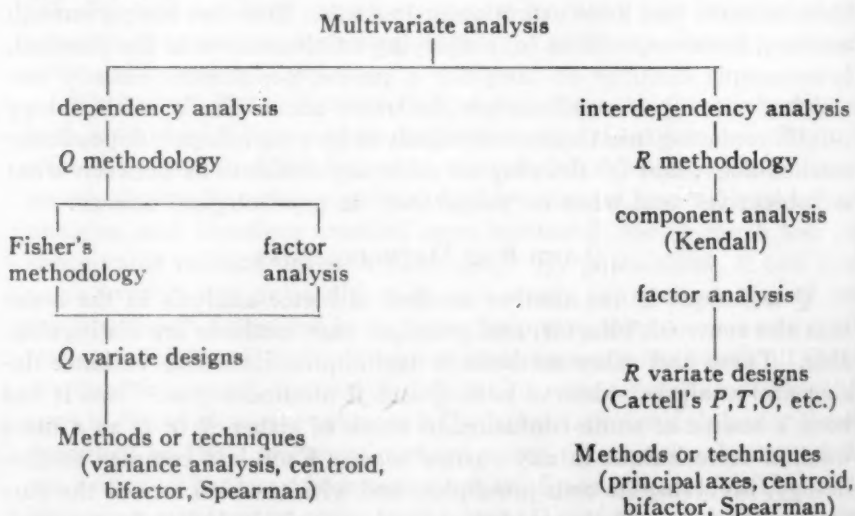 Multivariate analysis
dependency analysis
Q methodology
Fisher's
methodology
factor
analysis
Q variate designs
Methods or techniques
(variance analysis, centroid,
bifactor, Spearman)
interdependency analysis
R methodology
component analysis
(Kendall)
factor analysis
R variate designs
(Cattell's P, T, O, etc.)
Methods or techniques
(principal axes, centroid,
bifactor, Spearman)